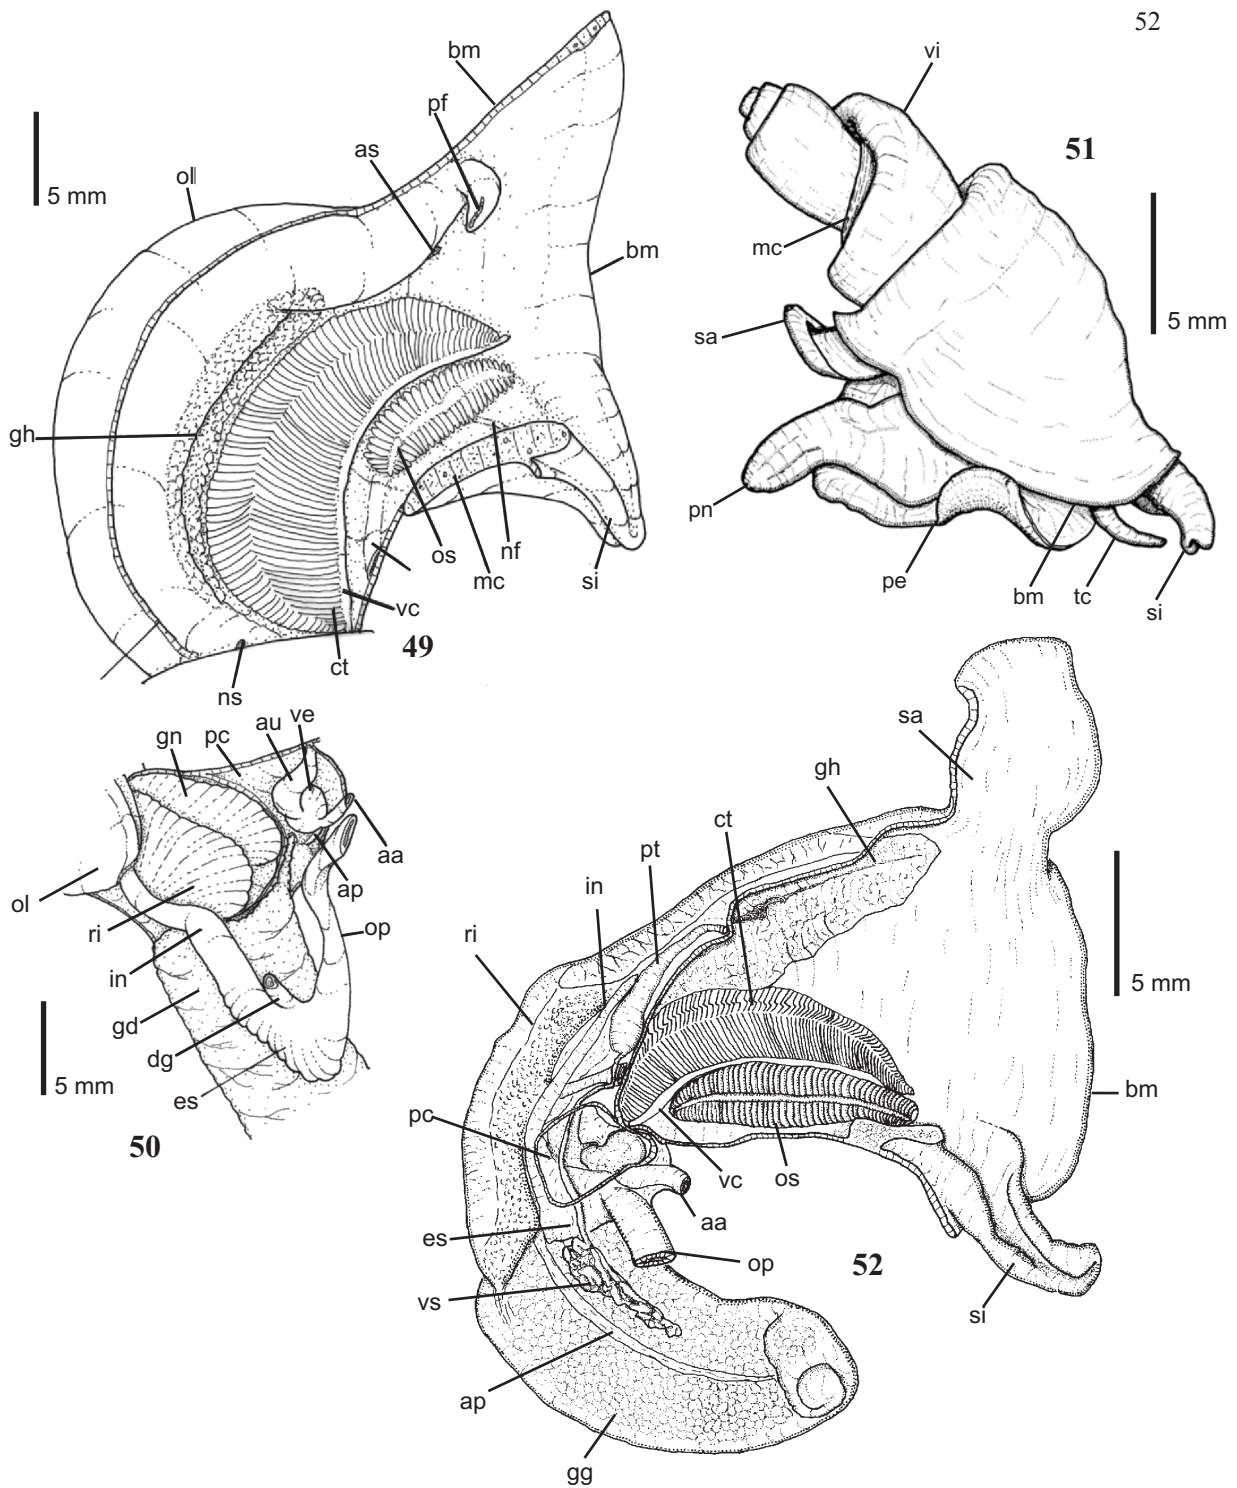 52
bm
pf
as
ol
5 mm
bm
gh
os
nf
mc
si
vc
49
ct
ns
vi
51
mc
5 mm
sa
pn
pe
bm
tc
si
gn
pc
au
ve
aa
ap
ol
ri
op
in
gd
dg
5 mm
es
50
sa
gh
ct
pt
in
ri
5 mm
bm
pc
vc
os
aa
es
op
52
vs
si
ap
gg